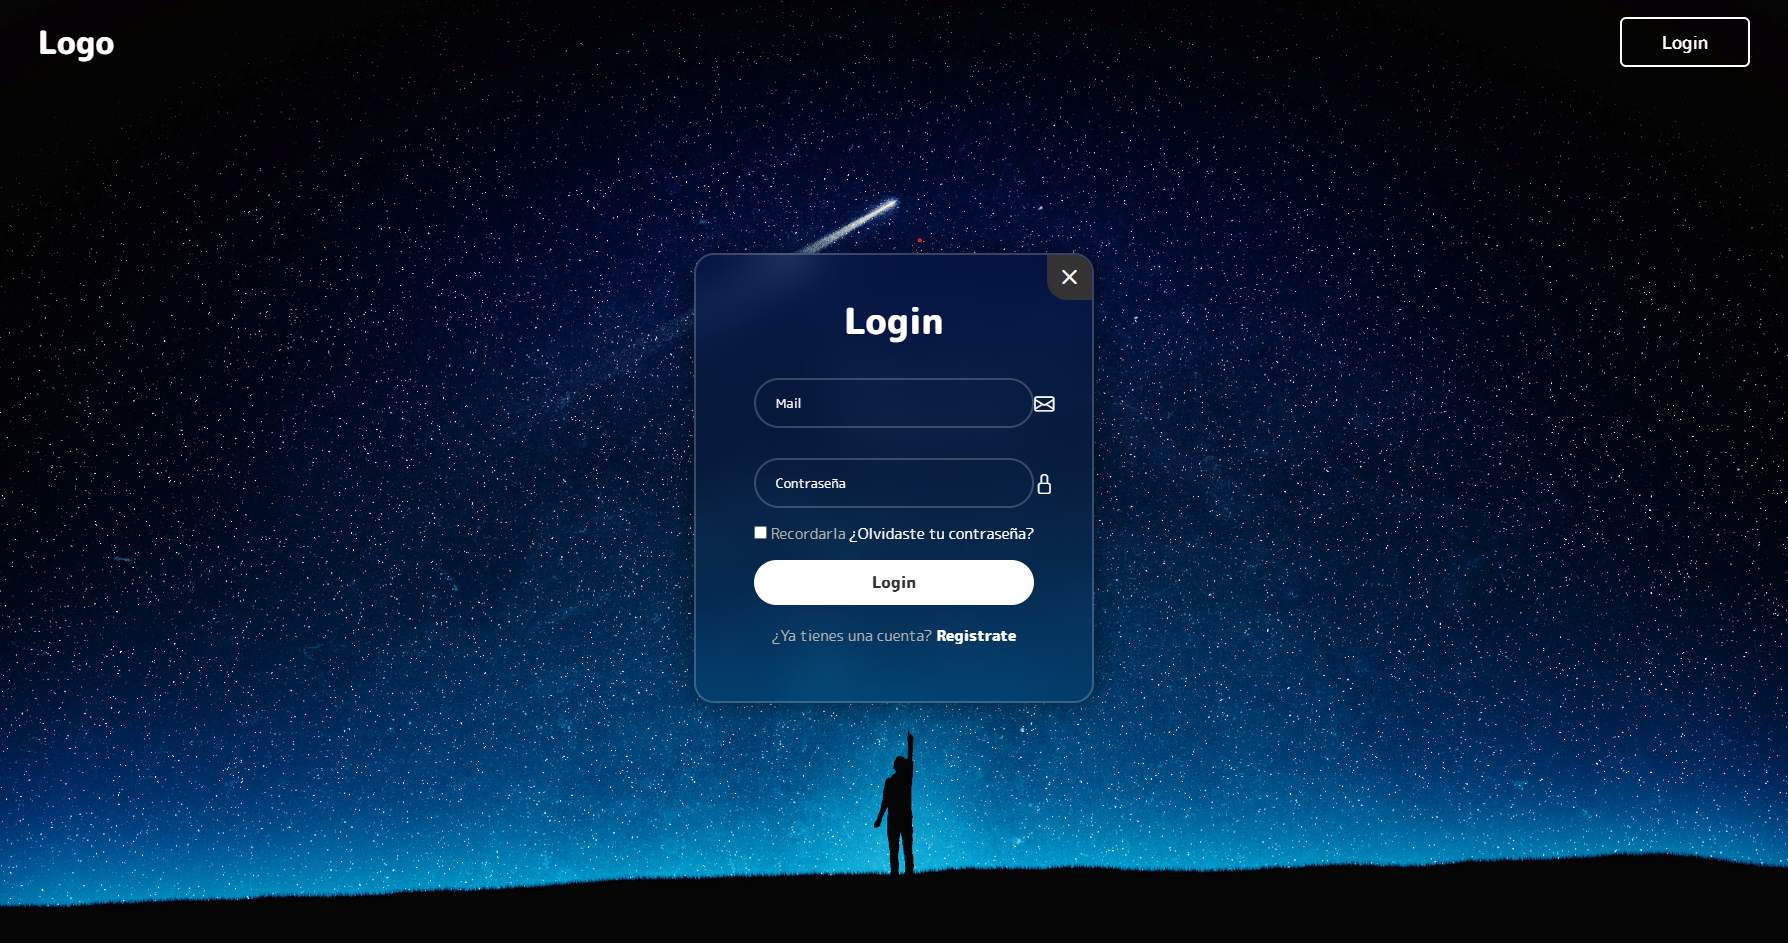 Logo
Login
Login
Mail
Contraseña
Recordarla ¿Olvidaste tu contraseña?
Login
¿Ya tienes una cuenta? Registrate